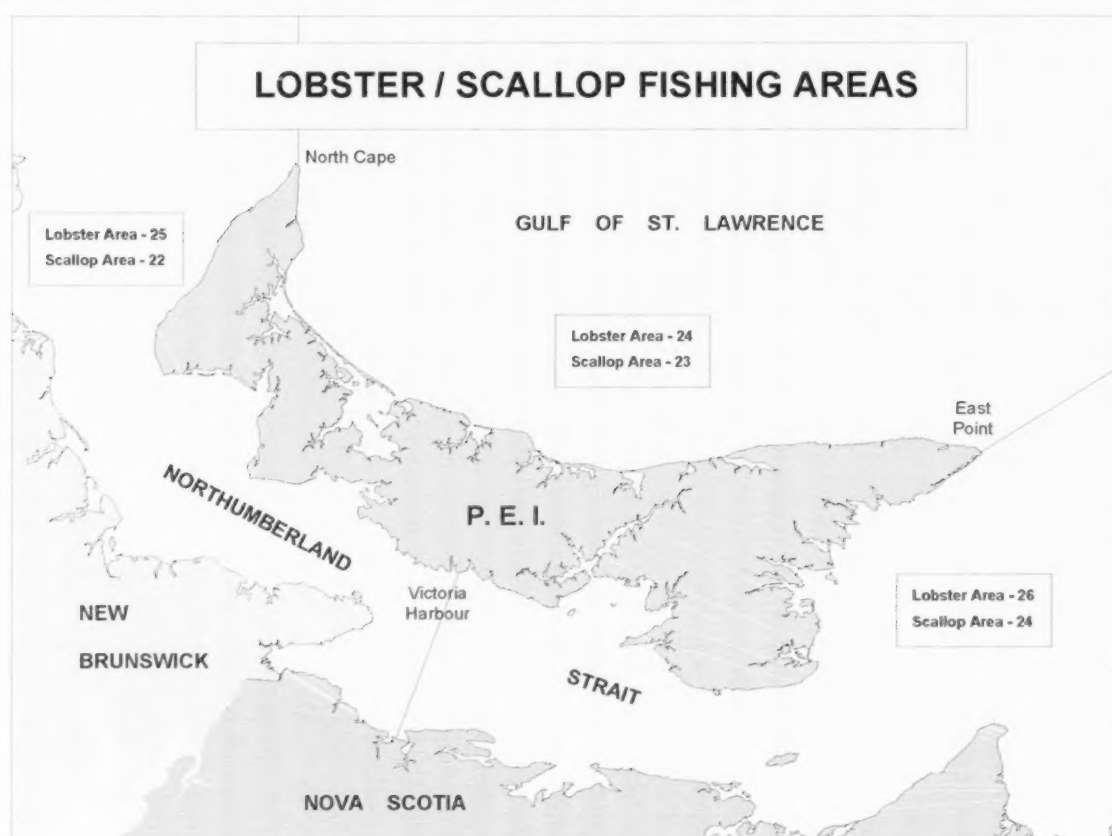 LOBSTER / SCALLOP FISHING AREAS
North Cape
GULF OF ST. LAWRENCE
Lobster Area - 25
Scallop Area - 22
Lobster Area - 24
Scallop Area - 23
East
Point
NORTHUMBERLAND
P. E. I.
Victoria
Harbour
Lobster Area - 26
Scallop Area - 24
NEW
BRUNSWICK
STRAIT
NOVA SCOTIA